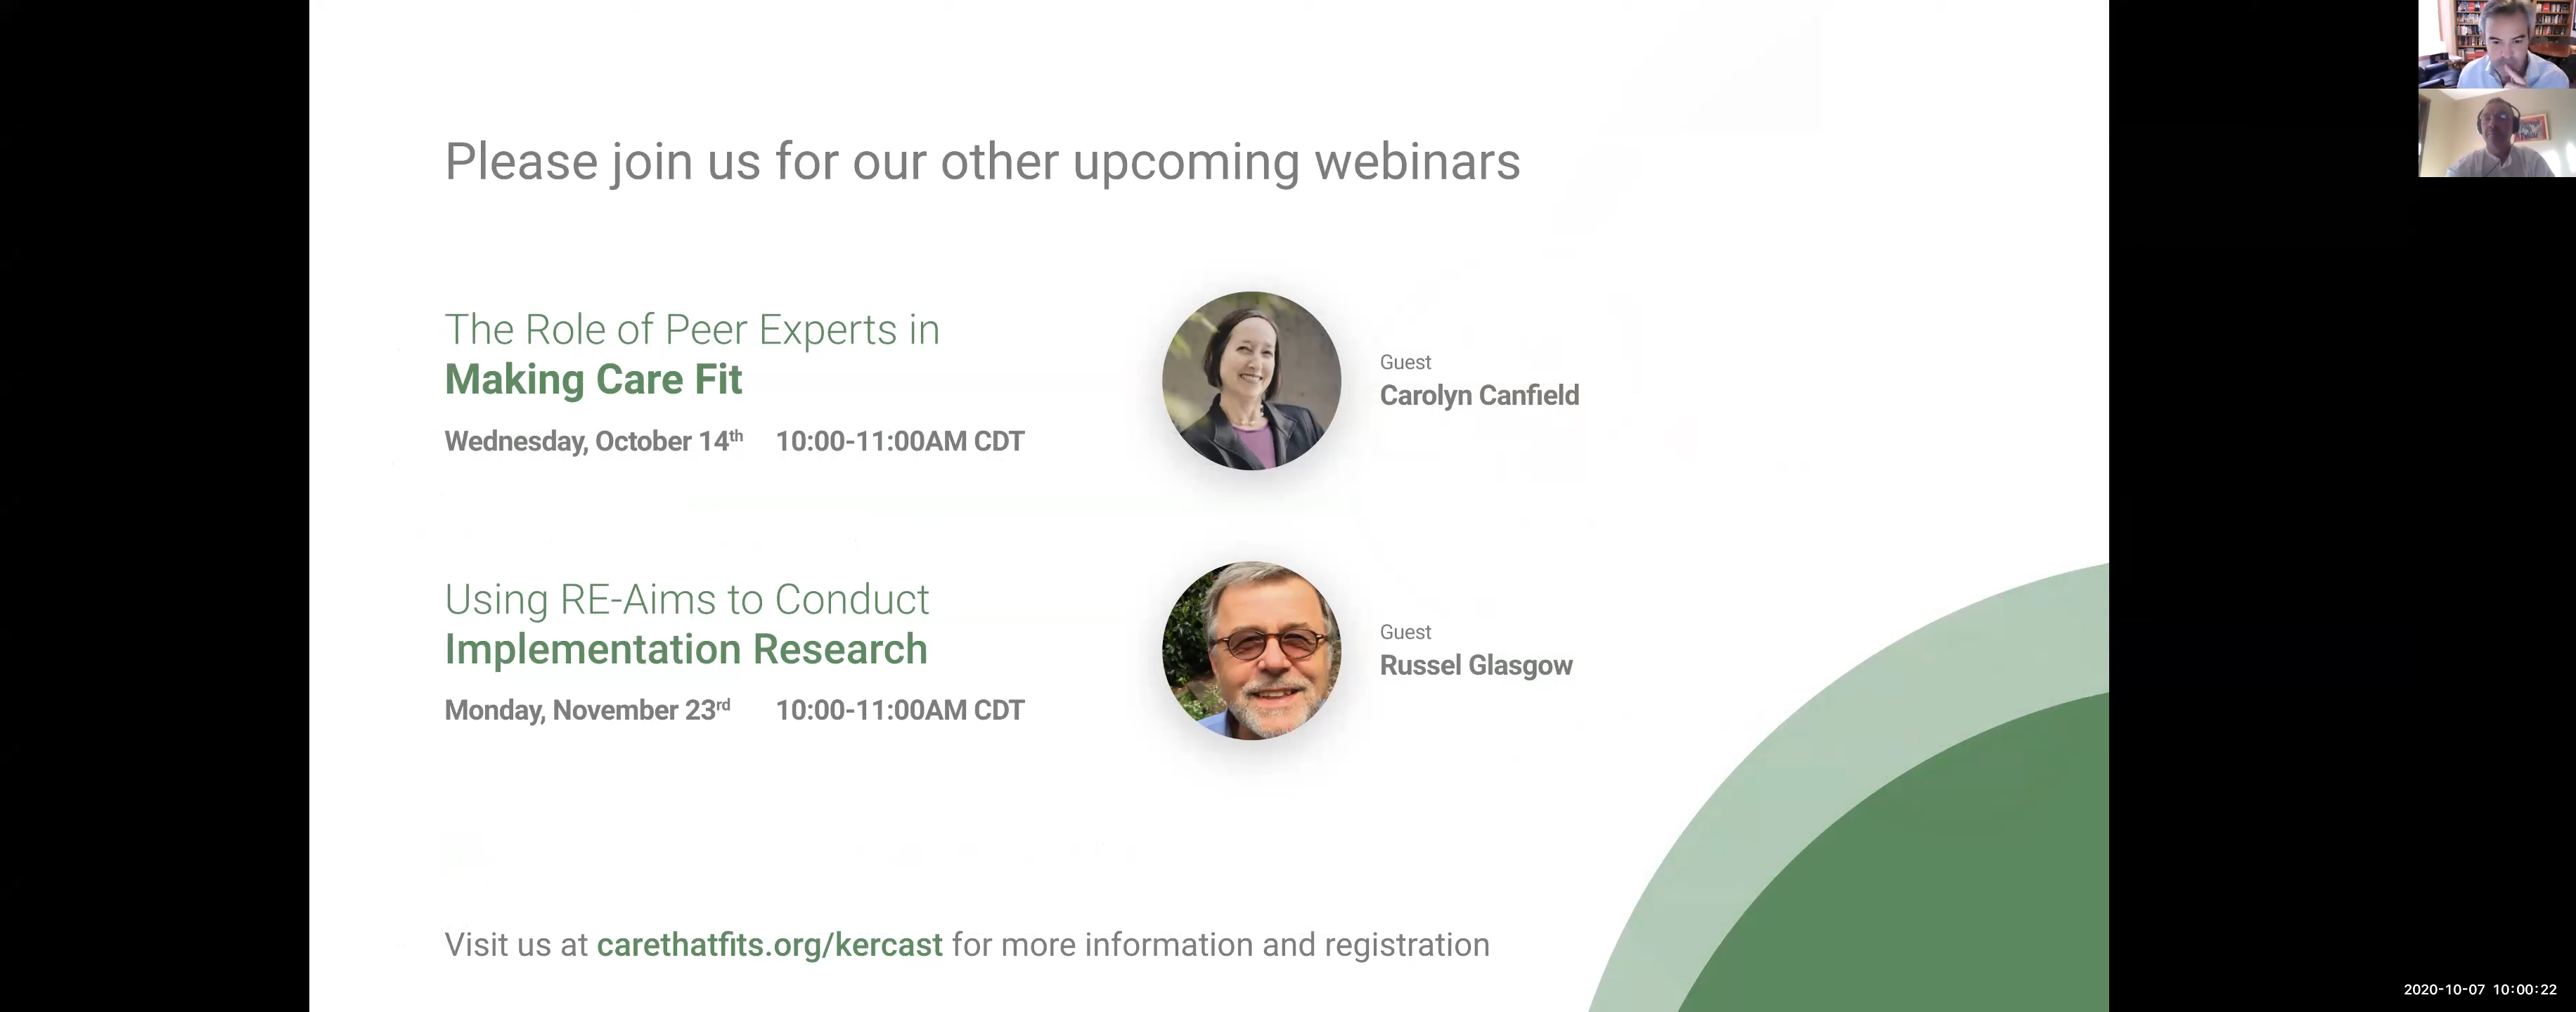 Please join us for our other upcoming webinars
The Role of Peer Experts in
Making Care Fit
Wednesday, October 14th 10:00-11:00AM CDT
Guest
Carolyn Canfield
Using RE-Aims to Conduct
Implementation Research
Monday, November 23rd 10:00-11:00AM CDT
Guest
Russel Glasgow
Visit us at carethatfits.org/kercast for more information and registration
2020-10-07 10:00:22